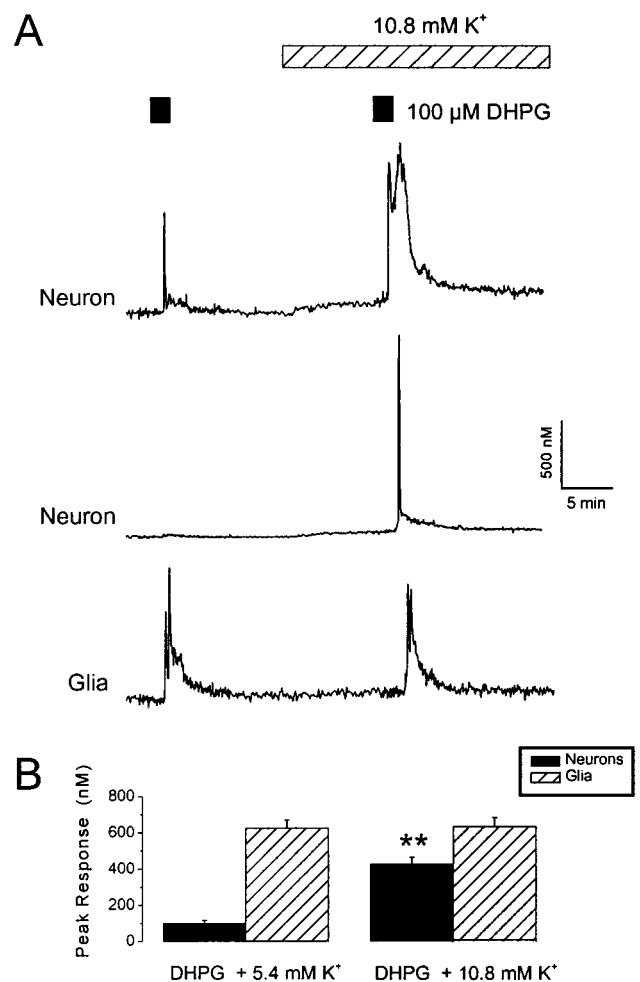 A
10.8 mM K⁺
100 µM DHPG
Neuron
500 nM
5 min
Neuron
Glia
B
Neurons
Glia
Peak Response (nM)
800
600
400
200
0
**
DHPG + 5.4 mM K⁺
DHPG + 10.8 mM K⁺